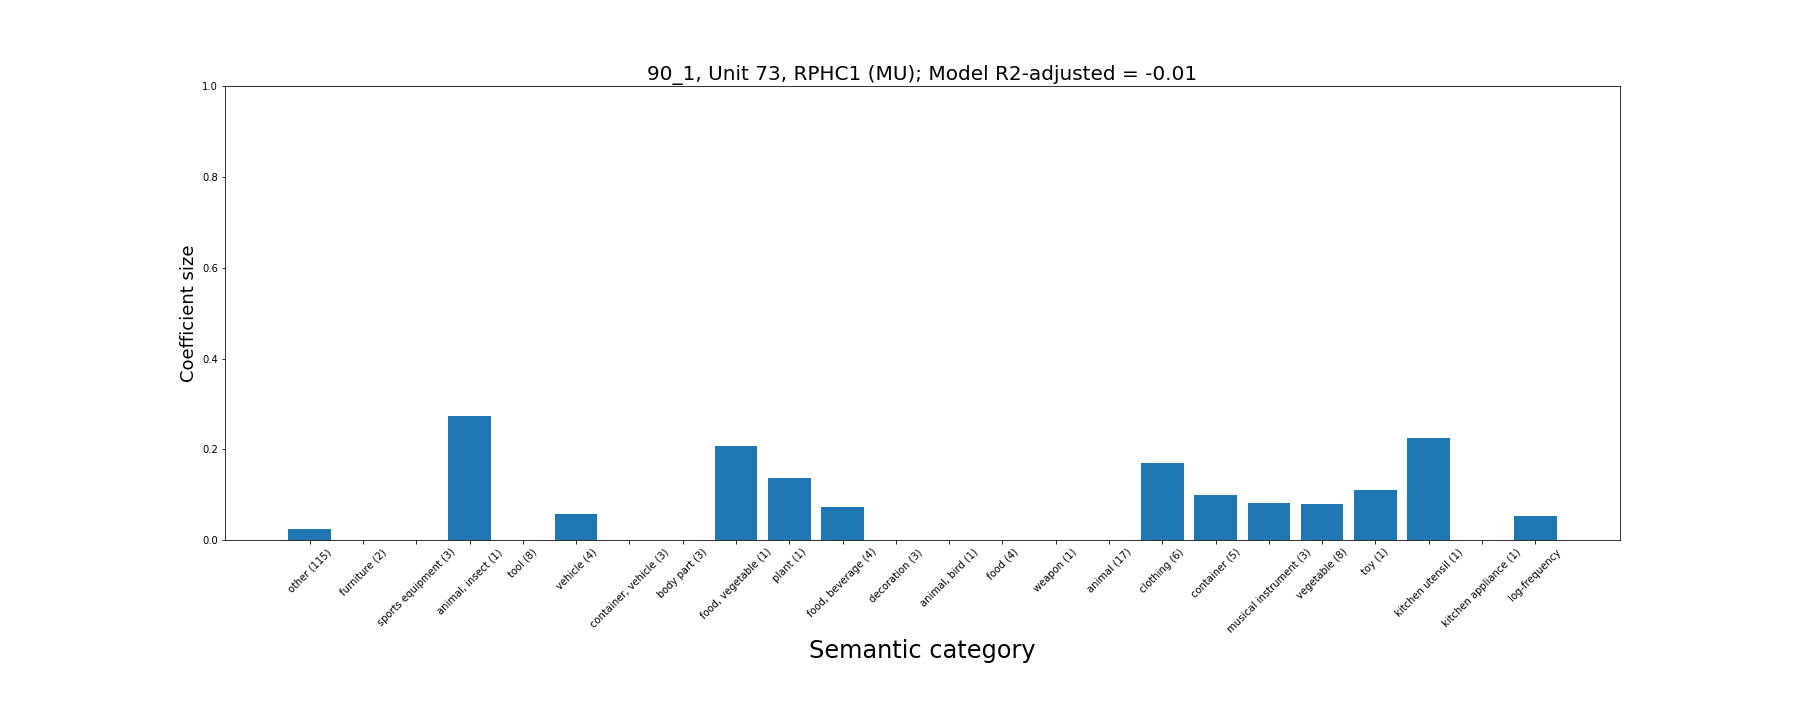 90_1, Unit 73, RPHC1 (MU); Model R2-adjusted = -0.01
1.0
0.8
0.6
0.4
0.2
0.0
Coefficient size
other (115)
furniture (2)
sports equipment (3)
animal, insect (1)
tool (8)
vehicle (4)
container, vehicle (3)
body part (3)
food, vegetable (1)
plant (1)
food, beverage (4)
decoration (3)
animal, bird (1)
food (4)
weapon (1)
animal (17)
clothing (6)
container (5)
musical instrument (3)
vegetable (8)
toy (1)
kitchen utensil (1)
kitchen appliance (1)
log-frequency
Semantic category